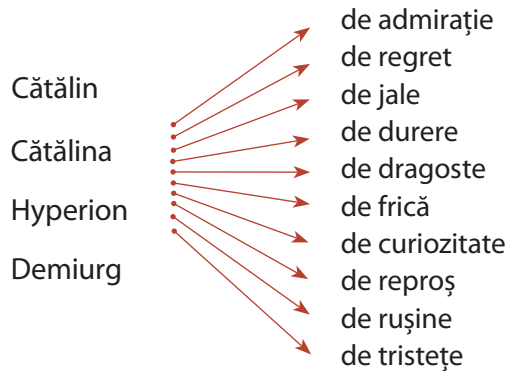 Cătălin
Cătălina
Hyperion
Demiurg
de admirație
de regret
de jale
de durere
de dragoste
de frică
de curiozitate
de reproș
de rușine
de tristețe